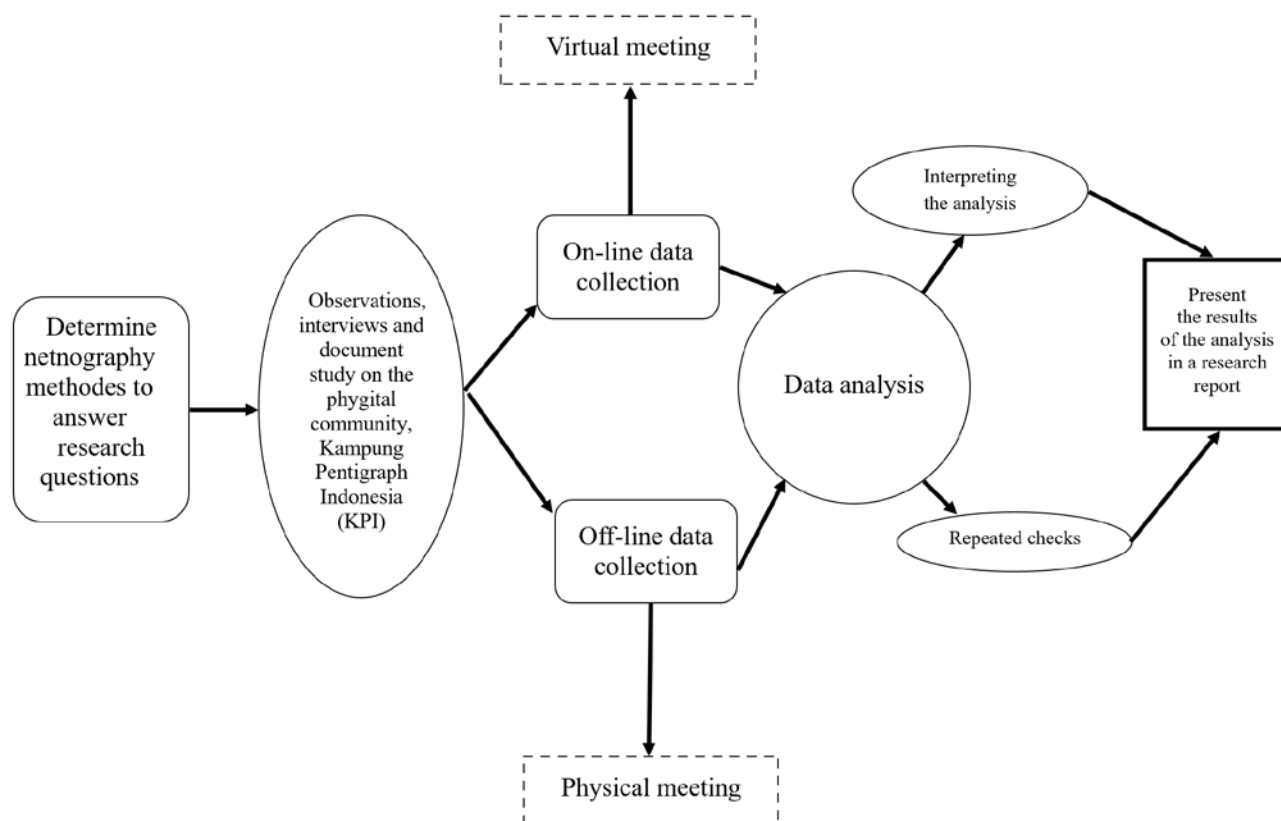 Virtual meeting
Determine
netnography
methodes to
answer
research
questions
Observations,
interviews and
document
study on the
phygital
community,
Kampung
Pentigraph
Indonesia
(KPI)
On-line data
collection
Off-line data
collection
Physical meeting
Data analysis
Interpreting
the analysis
Repeated checks
Present
the results
of the analysis
in a research
report